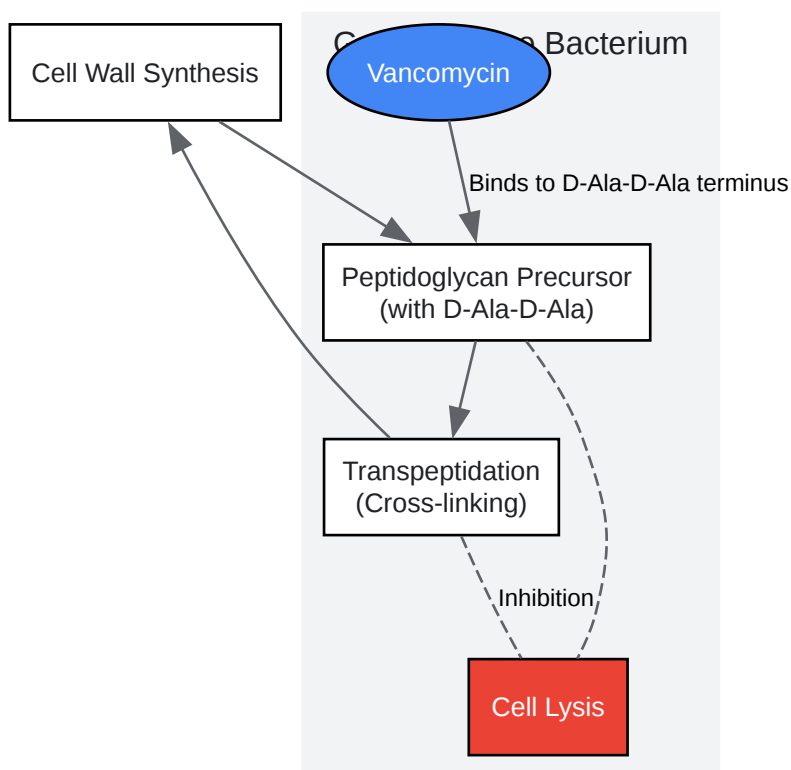 Cell Wall Synthesis
Bacterium
Vancomycin
Binds to D-Ala-D-Ala terminus
Peptidoglycan Precursor
(with D-Ala-D-Ala)
Transpeptidation
(Cross-linking)
Inhibition
Cell Lysis